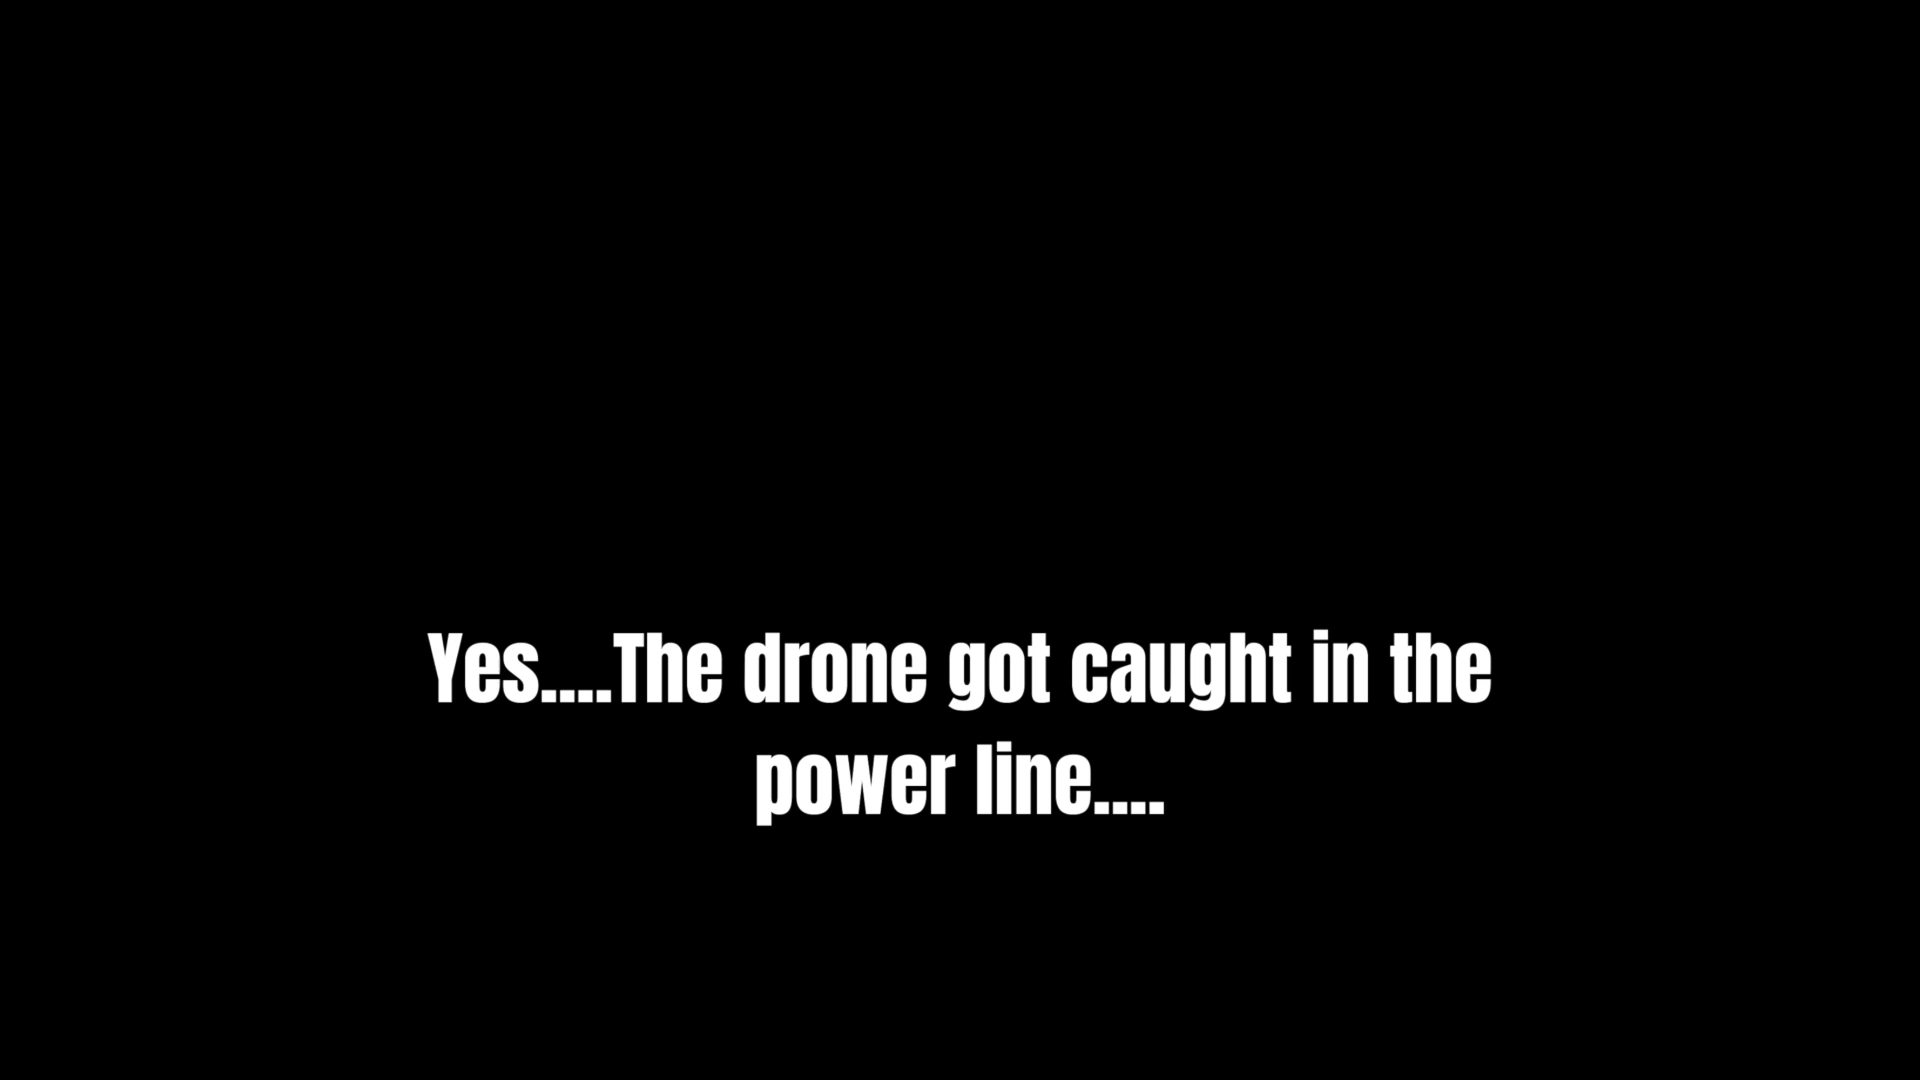 Yes....The drone got caught in the
power line....